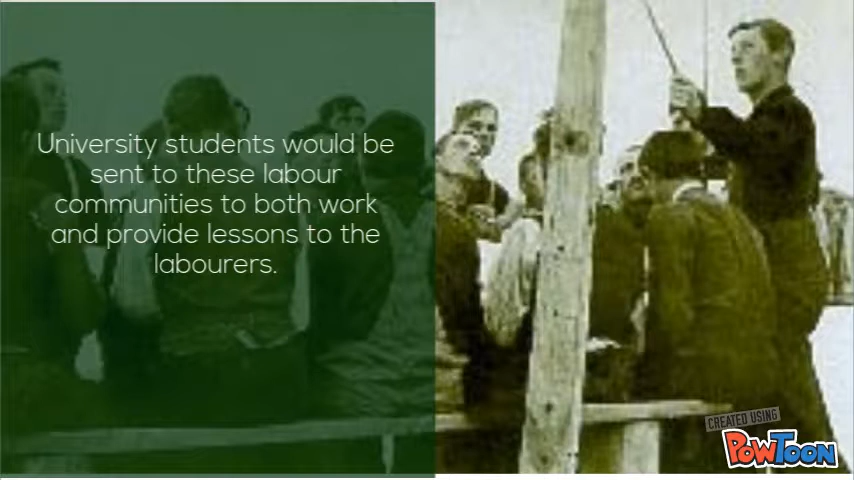 University students would be
sent to these labour
communities to both work
and provide lessons to the
labourers.
CREATED USING
POWTOON